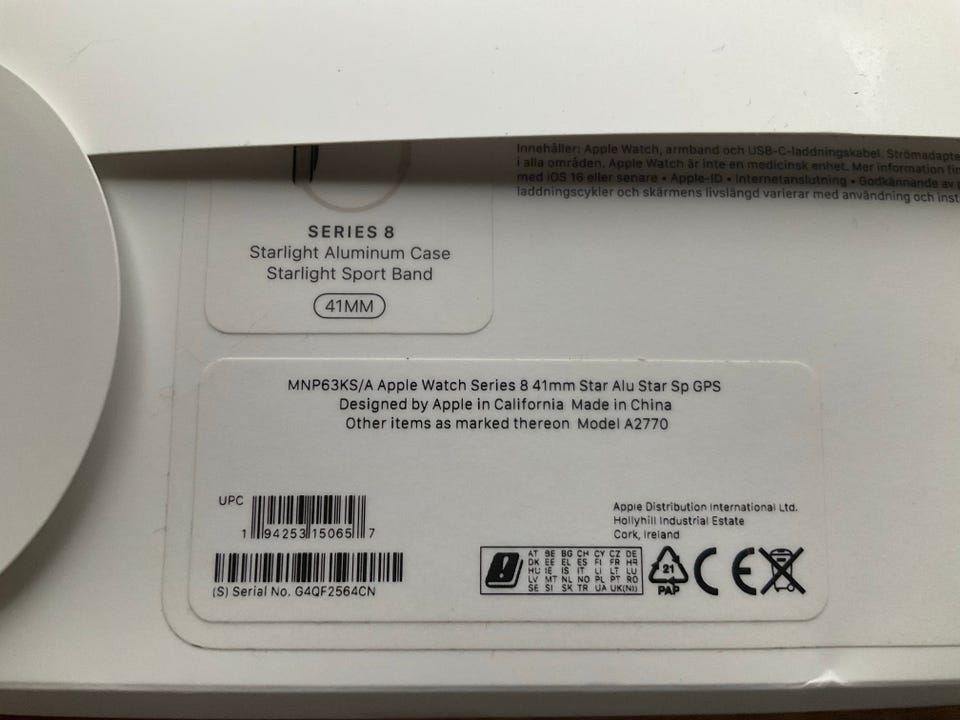 Innehåller: Apple Watch, armband och USB-C-laddningskabel. Strömadapte
i alla områden. Apple Watch är inte en medicinsk enhet. Mer information fin
med iOS 16 eller senare • Apple-ID • Internetanslutning • Godkännande av
laddningscykler och skärmens livslängd varierar med användning och inst
SERIES 8
Starlight Aluminum Case
Starlight Sport Band
41MM
MNP63KS/A Apple Watch Series 8 41mm Star Alu Star Sp GPS
Designed by Apple in California Made in China
Other items as marked thereon Model A2770
UPC
1 94253 15065 7
(S) Serial No. G4QF2564CN
Apple Distribution International Ltd.
Hollyhill Industrial Estate
Cork, Ireland
AT BE BG CH CY CZ DE
DK EE EL ES FI FR HR
HU IE IS IT LI LT LU
LV MT NL NO PL PT RO
SE SI SK TR UA UK(NI)
21
PAP
CE